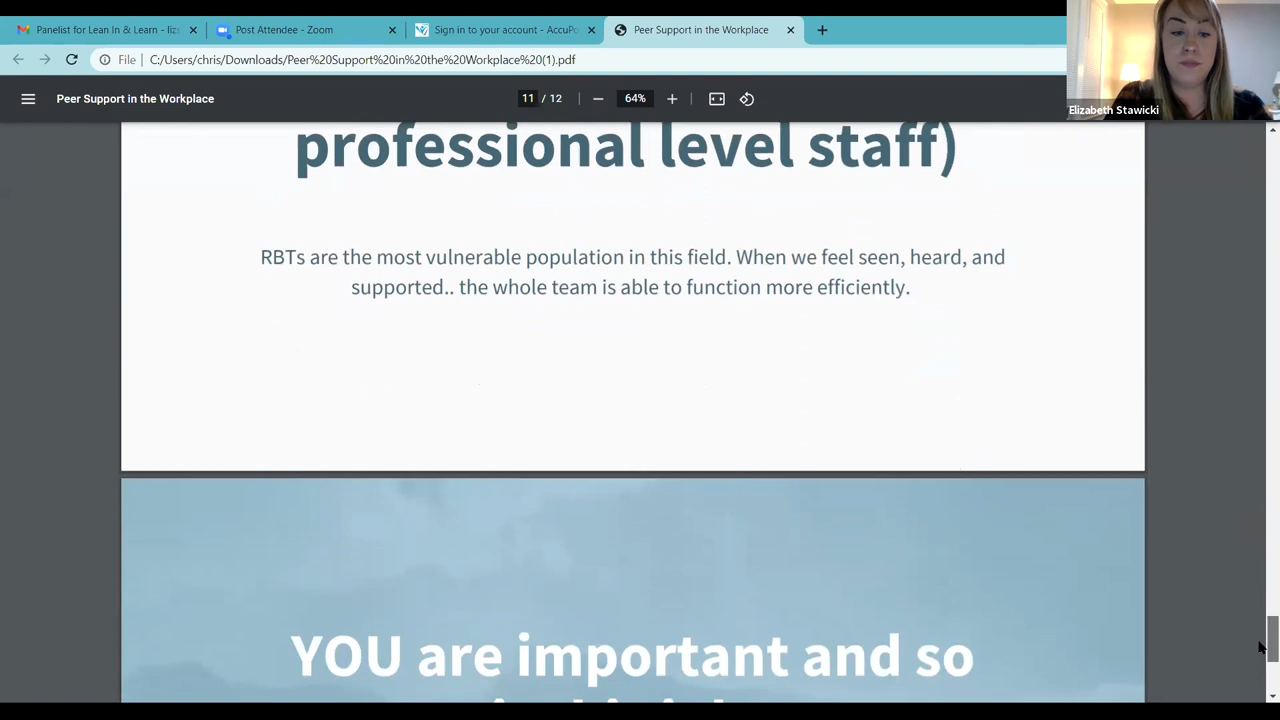 Panelist for Lean In & Learn - liz
Post Attendee - Zoom
Sign in to your account - AccuPo
Peer Support in the Workplace
File
C:/Users/chris/Downloads/Peer%20Support%20in%20the%20Workplace%20(1).pdf
Elizabeth Stawicki
Peer Support in the Workplace
11 / 12
64%
professional level staff)
RBTs are the most vulnerable population in this field. When we feel seen, heard, and
supported.. the whole team is able to function more efficiently.
YOU are important and so